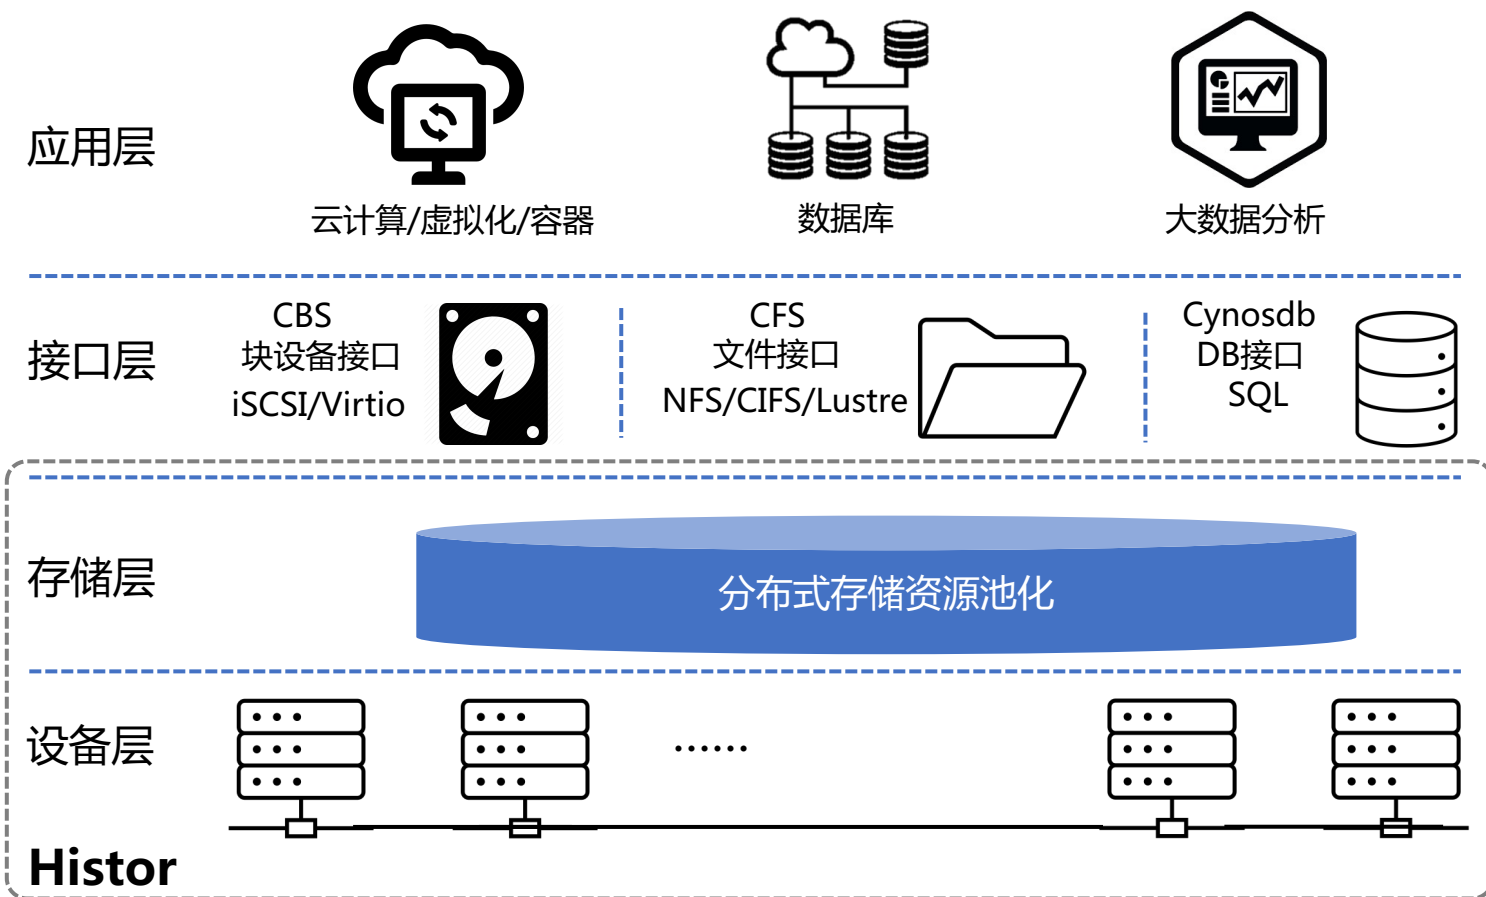 应用层
云计算/虚拟化/容器
数据库
大数据分析
接口层
CBS
块设备接口
iSCSI/Virtio
CFS
文件接口
NFS/CIFS/Lustre
Cynosdb
DB接口
SQL
存储层
分布式存储资源池化
设备层
......
Histor